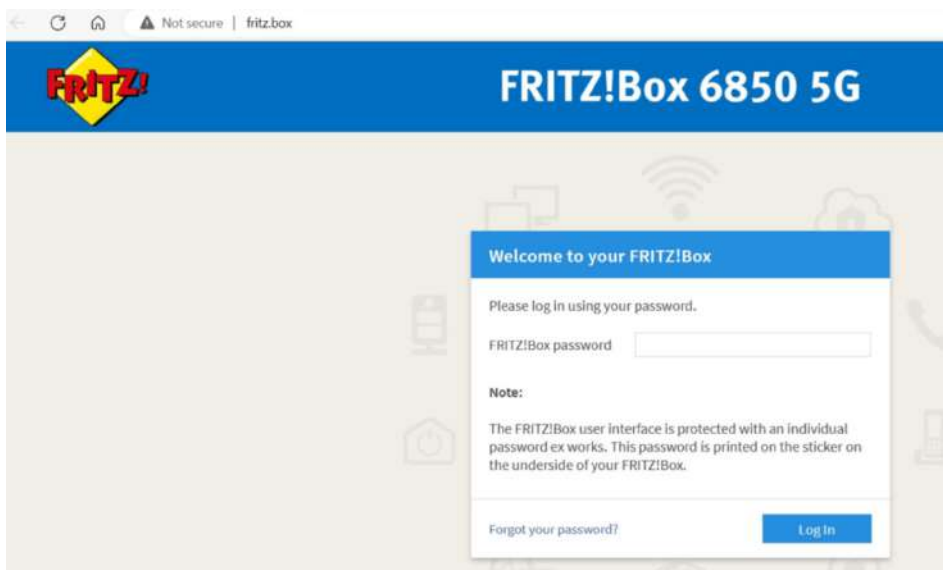 Not secure | fritz.box
FRITZ!
FRITZ!Box 6850 5G
Welcome to your FRITZ!Box
Please log in using your password.
FRITZ!Box password
Note:
The FRITZ!Box user interface is protected with an individual
password ex works. This password is printed on the sticker on
the underside of your FRITZ!Box.
Forgot your password?
Log In